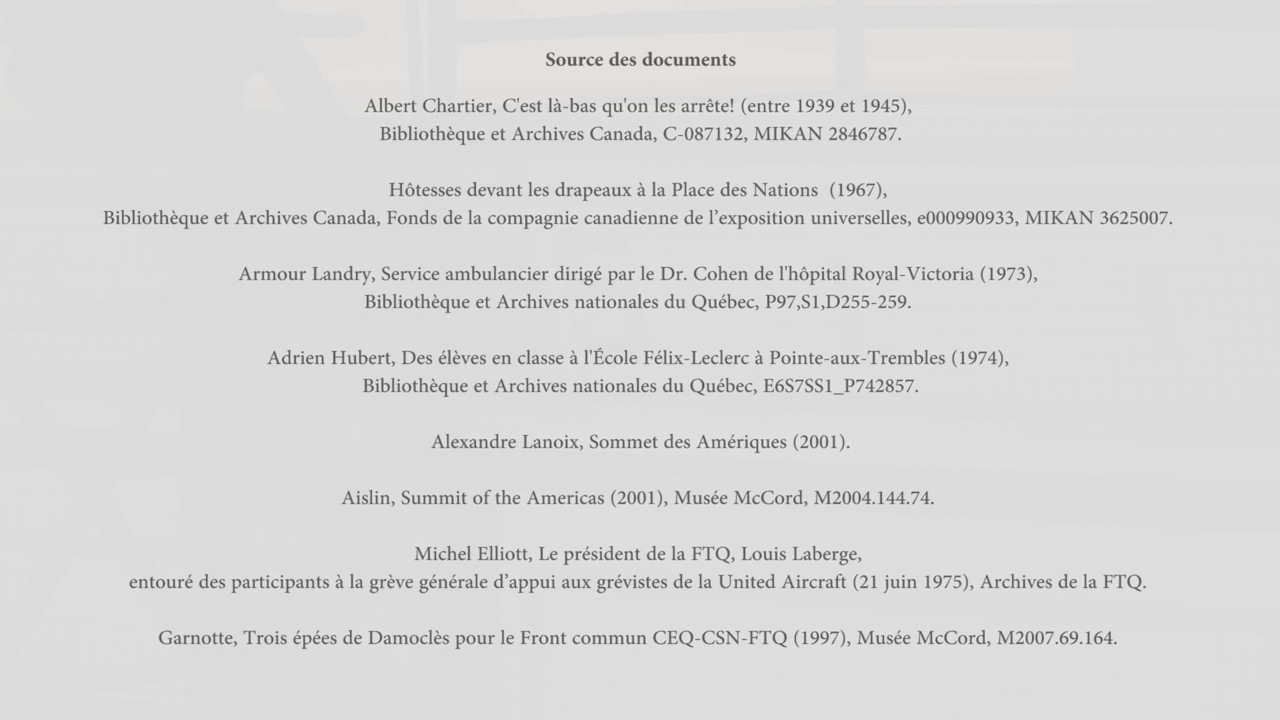 Source des documents
Albert Chartier, C'est là-bas qu'on les arrête! (entre 1939 et 1945),
Bibliothèque et Archives Canada, C-087132, MIKAN 2846787.
Hôtesses devant les drapeaux à la Place des Nations  (1967),
Bibliothèque et Archives Canada, Fonds de la compagnie canadienne de l’exposition universelles, e000990933, MIKAN 3625007.
Armour Landry, Service ambulancier dirigé par le Dr. Cohen de l'hôpital Royal-Victoria (1973),
Bibliothèque et Archives nationales du Québec, P97,S1,D255-259.
Adrien Hubert, Des élèves en classe à l'École Félix-Leclerc à Pointe-aux-Trembles (1974),
Bibliothèque et Archives nationales du Québec, E6S7SS1_P742857.
Alexandre Lanoix, Sommet des Amériques (2001).
Aislin, Summit of the Americas (2001), Musée McCord, M2004.144.74.
Michel Elliott, Le président de la FTQ, Louis Laberge,
entouré des participants à la grève générale d’appui aux grévistes de la United Aircraft (21 juin 1975), Archives de la FTQ.
Garnotte, Trois épées de Damoclès pour le Front commun CEQ-CSN-FTQ (1997), Musée McCord, M2007.69.164.